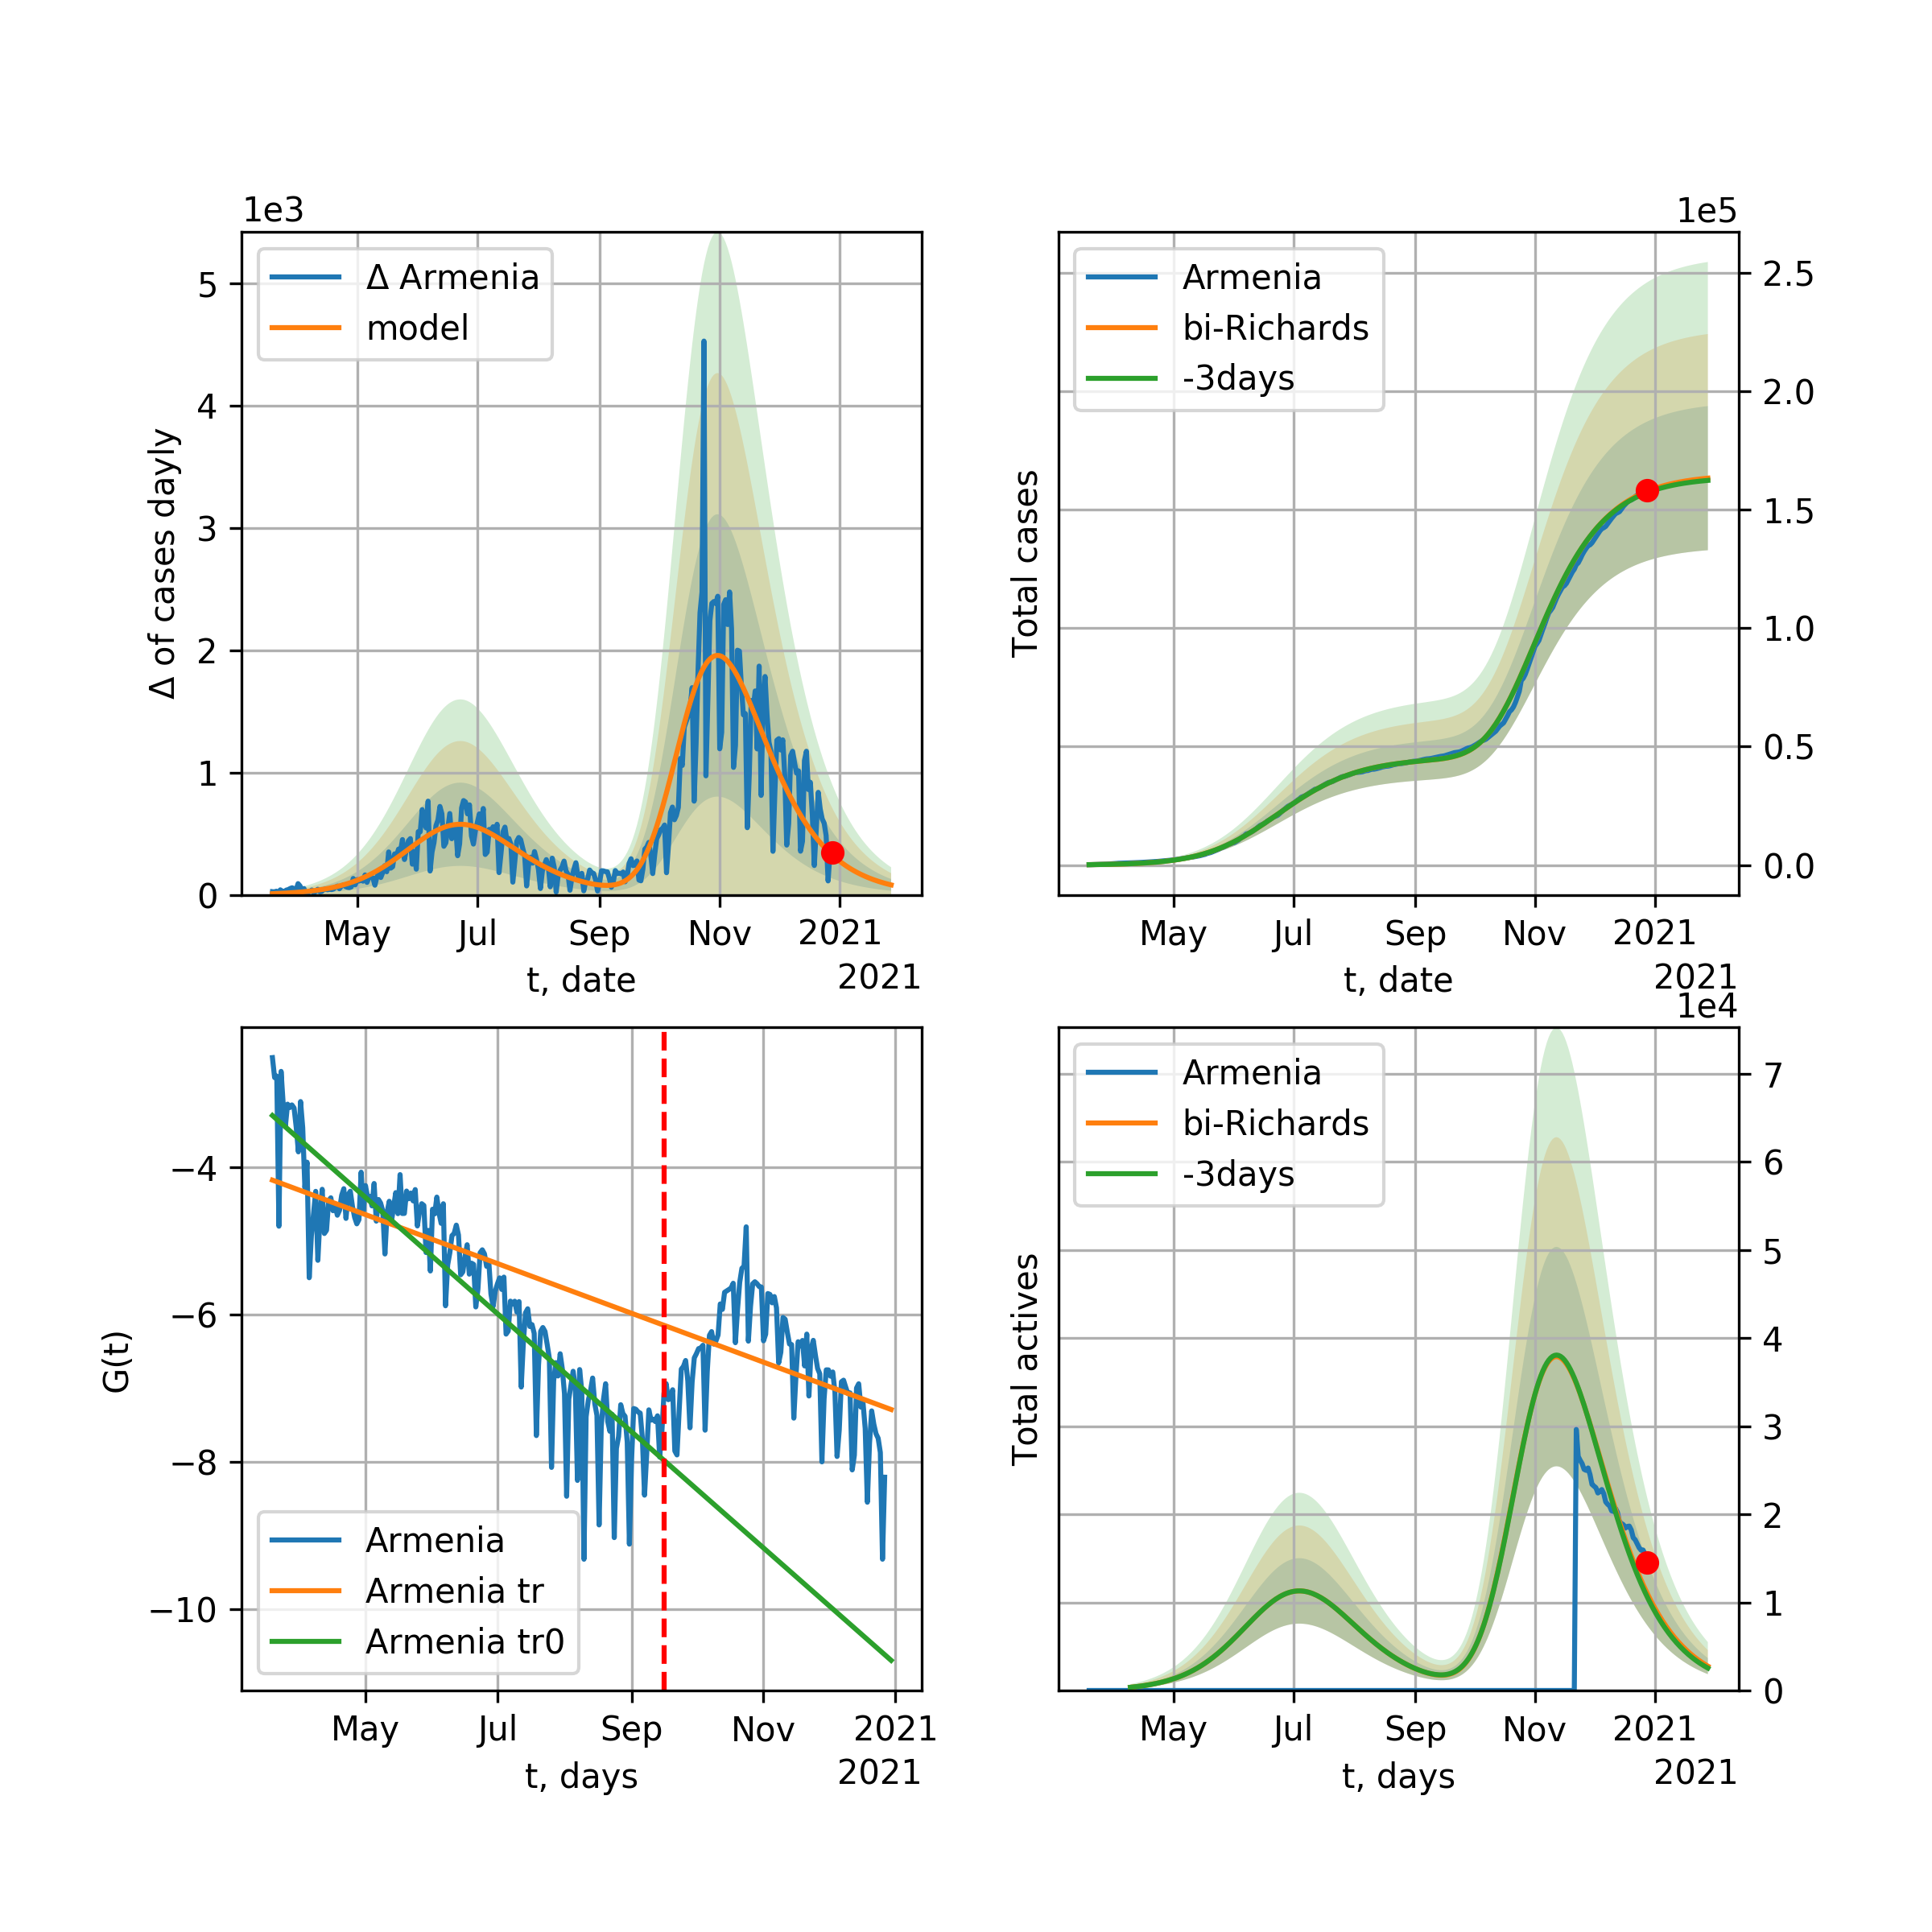 1e3
Δ Armenia
model
5
4
3
2
1
0
Δ of cases dayly
May Jul Sep Nov 2021
t, date
2021
1e5
Armenia
bi-Richards
-3days
2.5
2.0
1.5
1.0
0.5
0.0
Total cases
May Jul Sep Nov 2021
t, date
2021
−4
−6
−8
−10
G(t)
Armenia
Armenia tr
Armenia tr0
May Jul Sep Nov 2021
t, days
2021
1e4
Armenia
bi-Richards
-3days
7
6
5
4
3
2
1
0
Total actives
May Jul Sep Nov 2021
t, days
2021